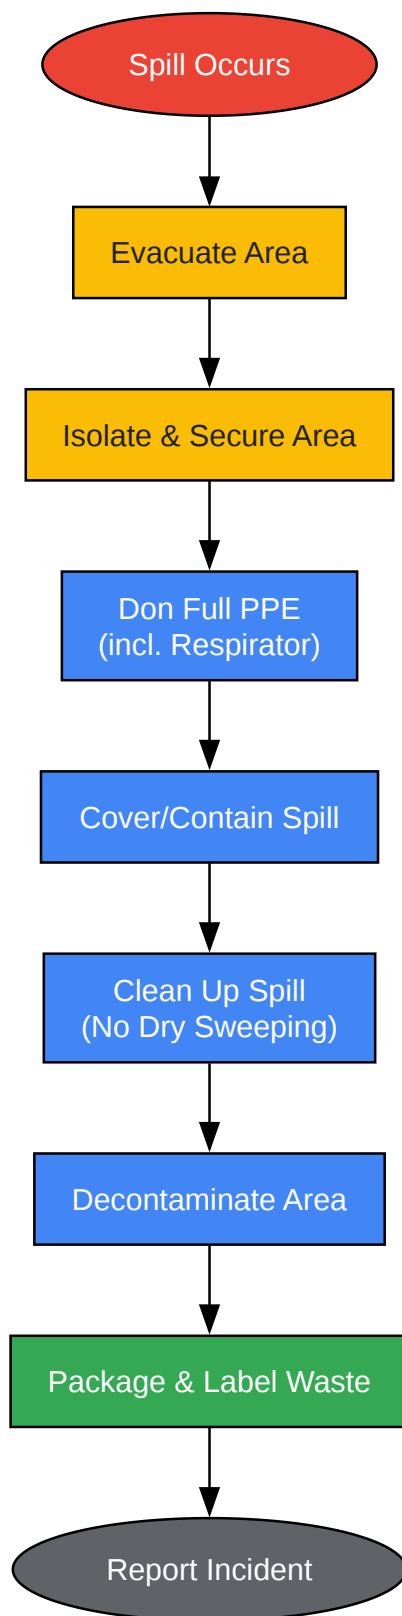 Spill Occurs
Evacuate Area
Isolate & Secure Area
Don Full PPE
(incl. Respirator)
Cover/Contain Spill
Clean Up Spill
(No Dry Sweeping)
Decontaminate Area
Package & Label Waste
Report Incident